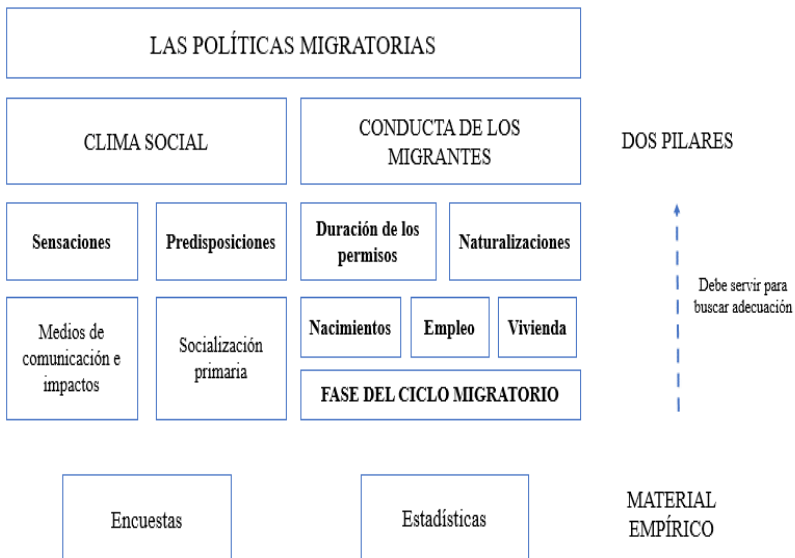 LAS POLÍTICAS MIGRATORIAS
CLIMA SOCIAL
CONDUCTA DE LOS
MIGRANTES
DOS PILARES
Sensaciones
Predisposiciones
Duración de los
permisos
Naturalizaciones
Debe servir para
buscar adecuación
Medios de
comunicación e
impactos
Socialización
primaria
Nacimientos
Empleo
Vivienda
FASE DEL CICLO MIGRATORIO
Encuestas
Estadísticas
MATERIAL
EMPÍRICO